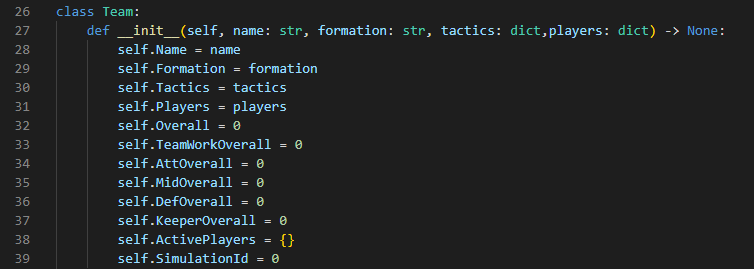 26 class Team:
27     def __init__(self, name: str, formation: str, tactics: dict,players: dict) -> None:
28         self.Name = name
29         self.Formation = formation
30         self.Tactics = tactics
31         self.Players = players
32         self.Overall = 0
33         self.TeamWorkOverall = 0
34         self.AttOverall = 0
35         self.MidOverall = 0
36         self.DefOverall = 0
37         self.KeeperOverall = 0
38         self.ActivePlayers = {}
39         self.SimulationId = 0